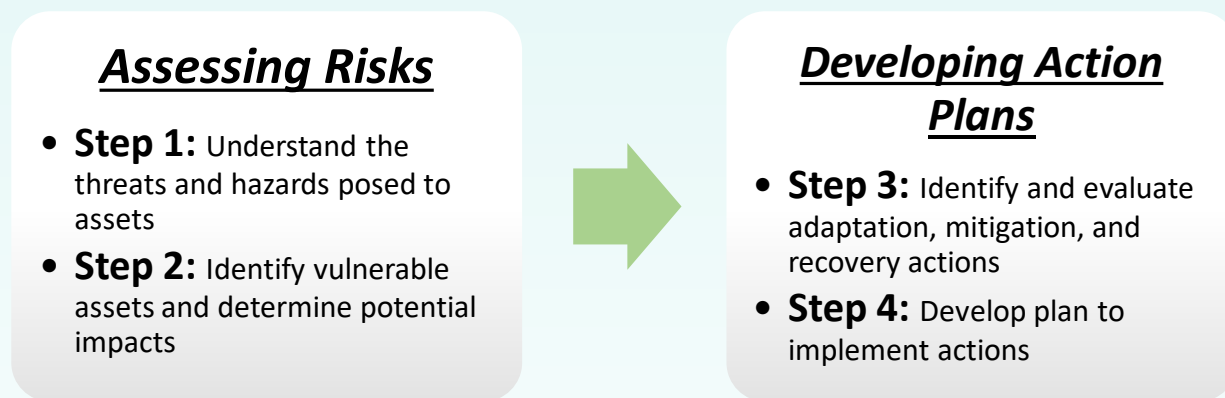 Assessing Risks
• Step 1: Understand the
threats and hazards posed to
assets
• Step 2: Identify vulnerable
assets and determine potential
impacts
Developing Action
Plans
• Step 3: Identify and evaluate
adaptation, mitigation, and
recovery actions
• Step 4: Develop plan to
implement actions